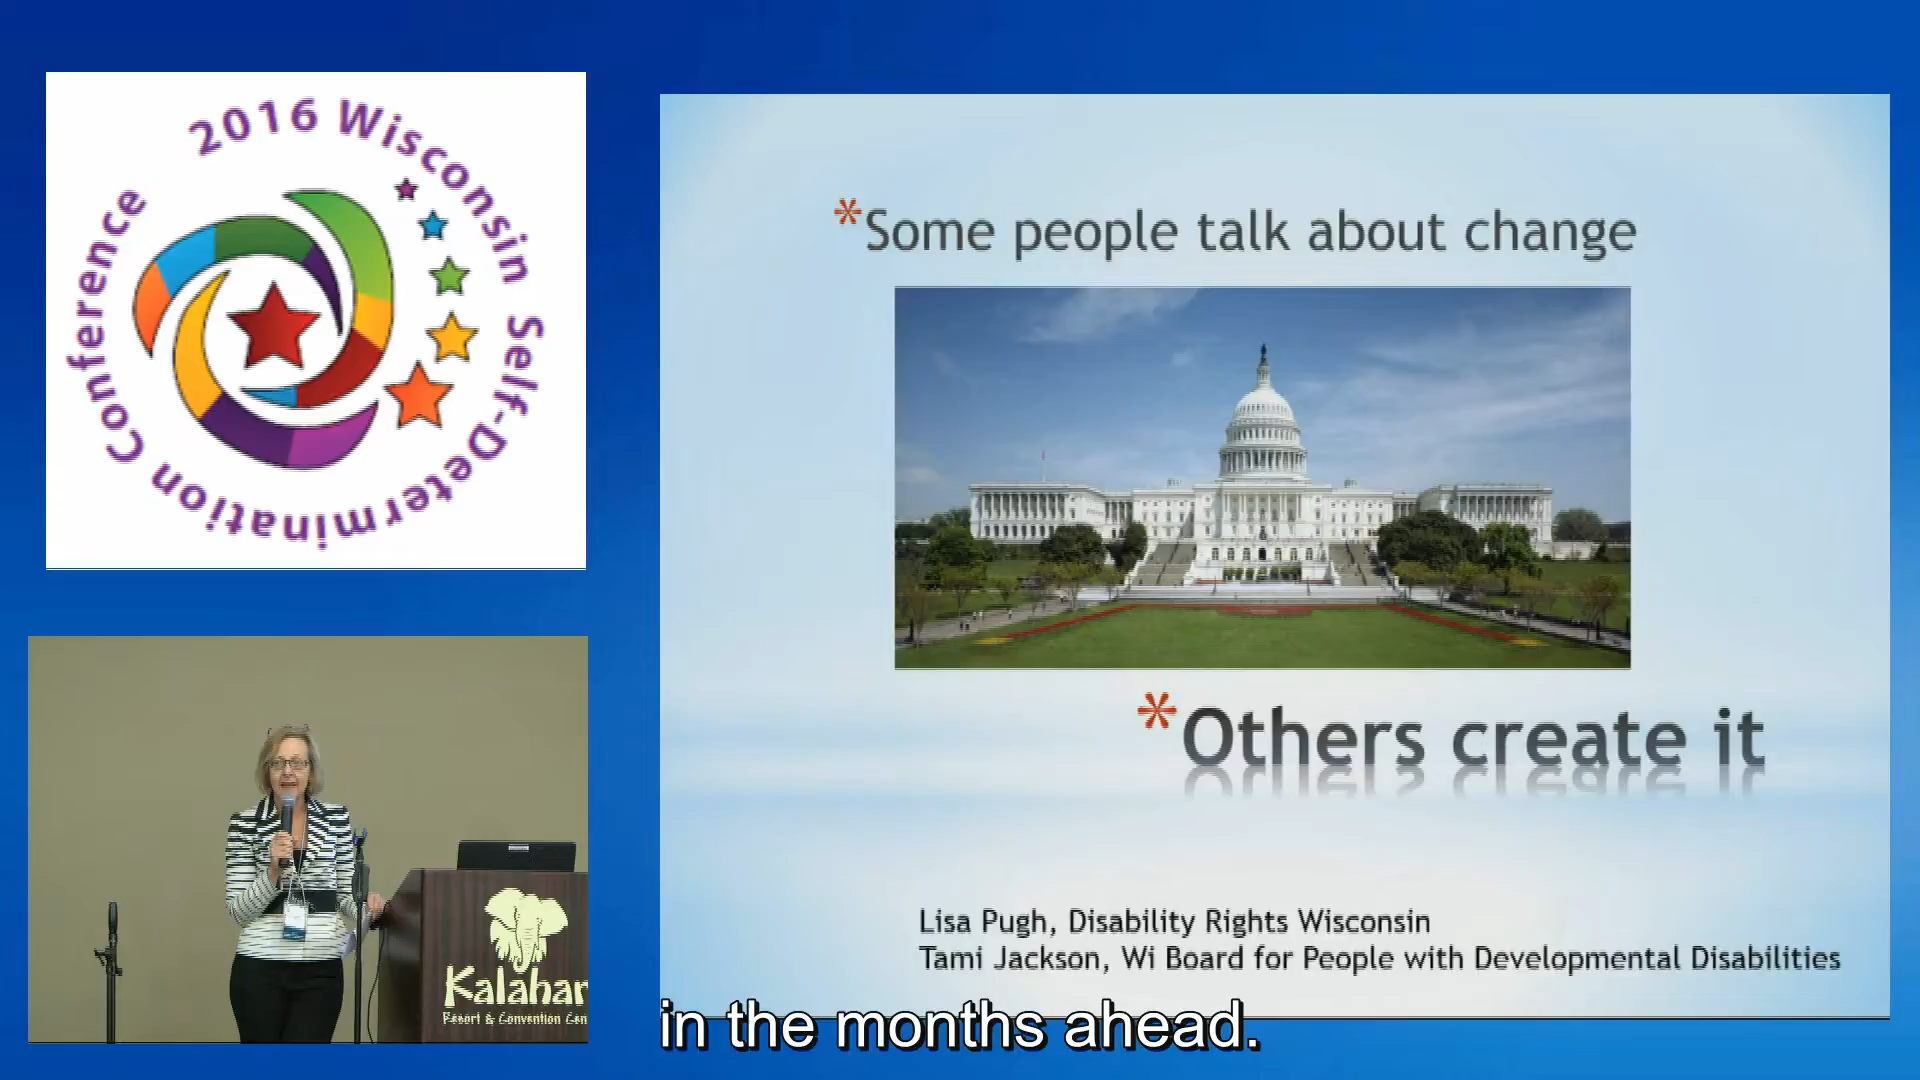 2016 Wisconsin Self-Determination Conference
*Some people talk about change
*Others create it
Lisa Pugh, Disability Rights Wisconsin
Tami Jackson, Wi Board for People with Developmental Disabilities
Kalahar
Resort & Convention Cen
in the months ahead.